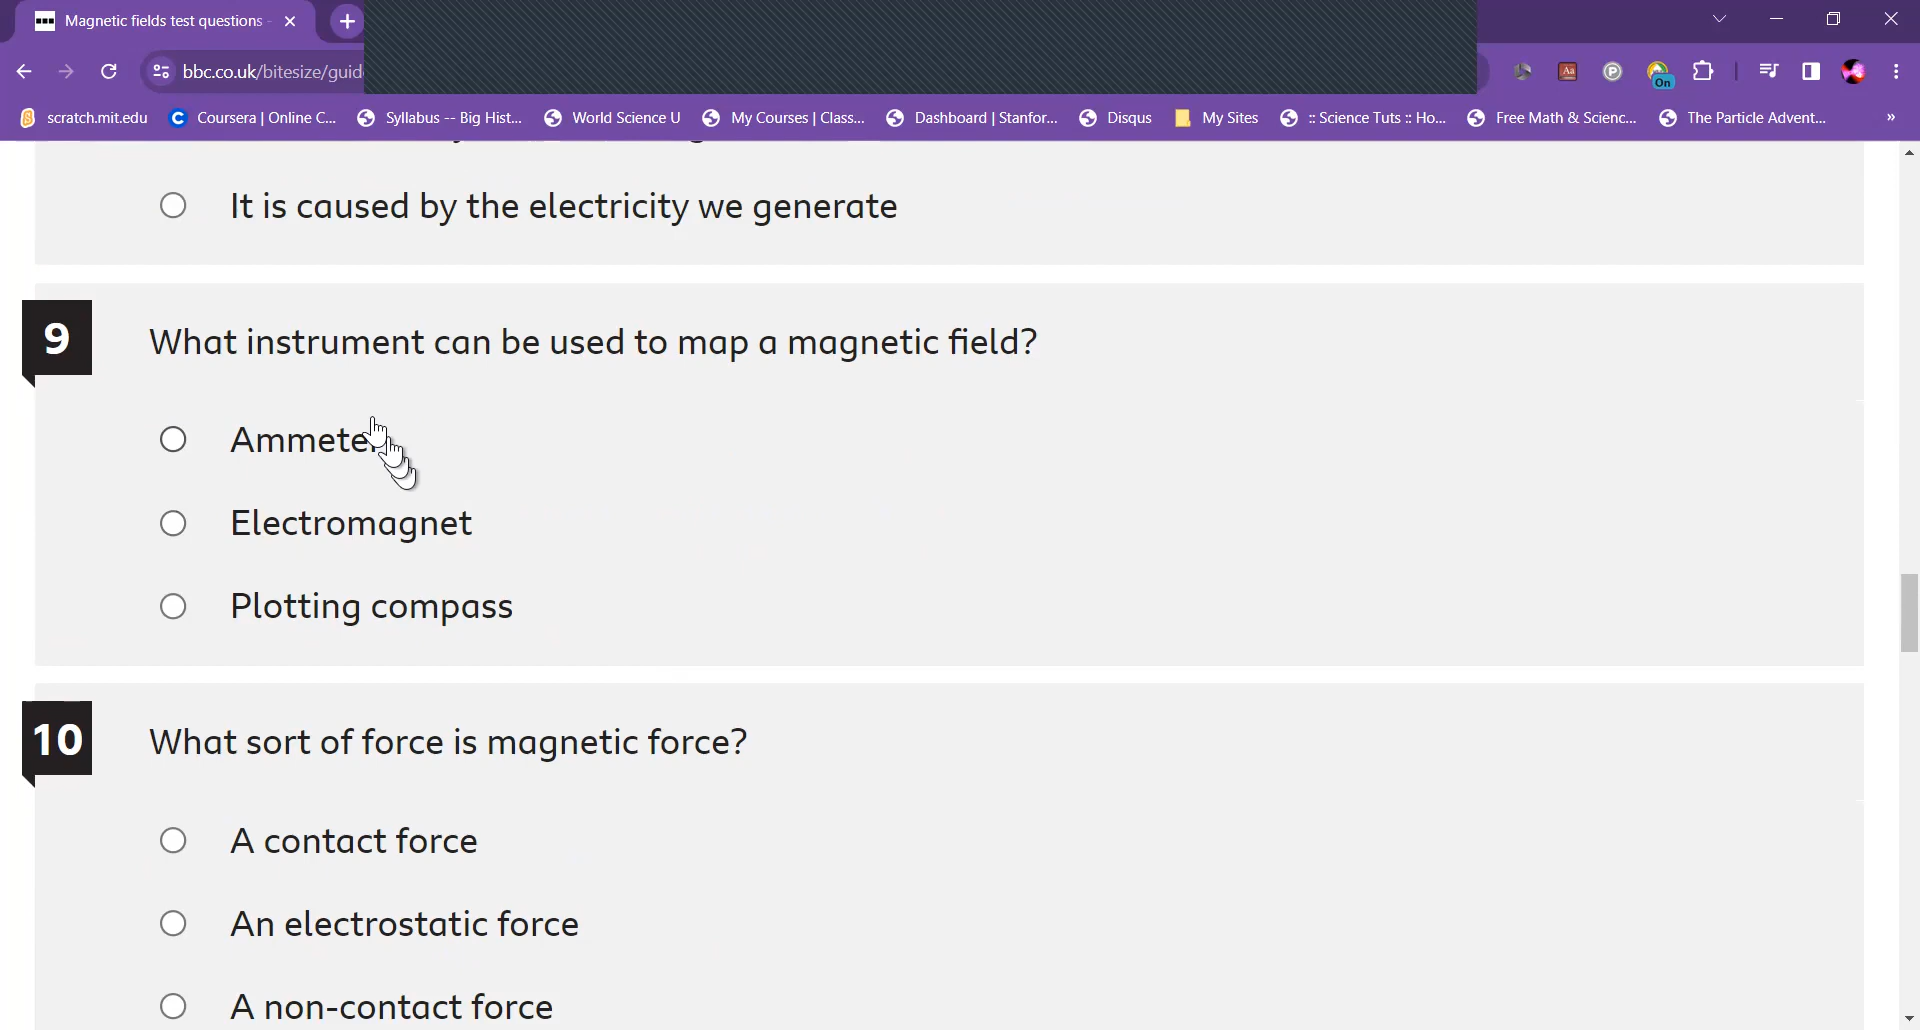 Magnetic fields test questions -
bbc.co.uk/bitesize/guid
Aa
P
On
scratch.mit.edu
C Coursera | Online C...
Syllabus -- Big Hist...
World Science U
My Courses | Class...
Dashboard | Stanfor...
Disqus
My Sites
:: Science Tuts :: Ho...
Free Math & Scienc...
The Particle Advent...
»
It is caused by the electricity we generate
9
What instrument can be used to map a magnetic field?
Ammeter
Electromagnet
Plotting compass
10
What sort of force is magnetic force?
A contact force
An electrostatic force
A non-contact force